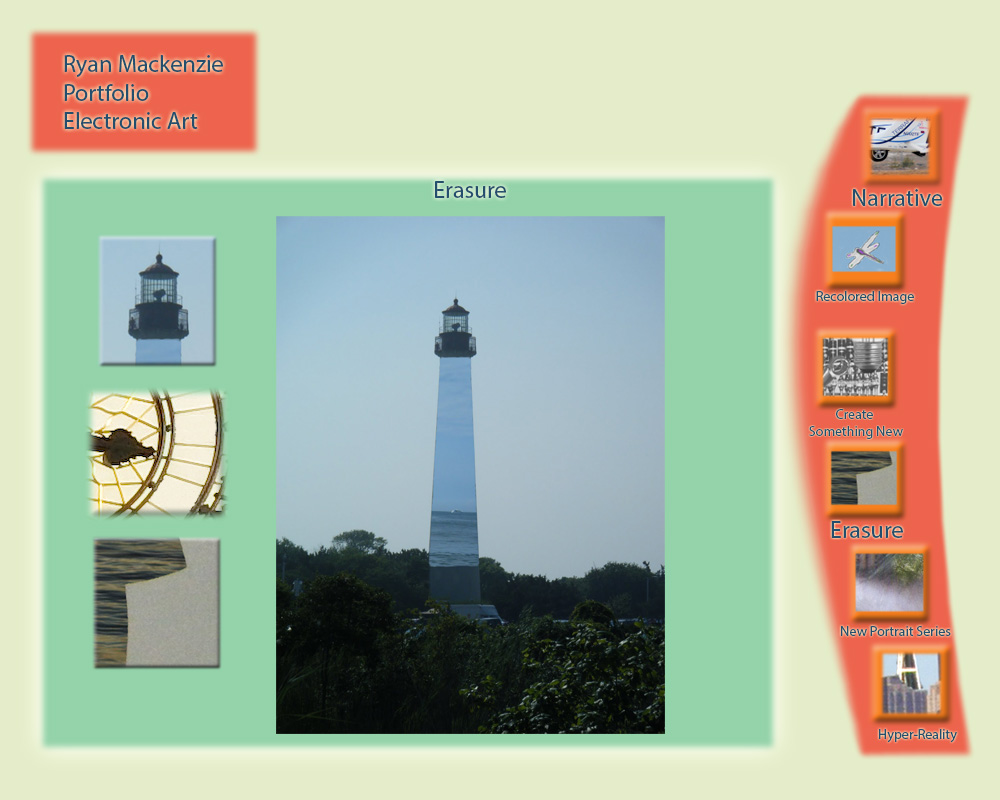 Ryan Mackenzie
Portfolio
Electronic Art
Erasure
Narrative
Recolored Image
Create
Something New
Erasure
New Portrait Series
Hyper-Reality